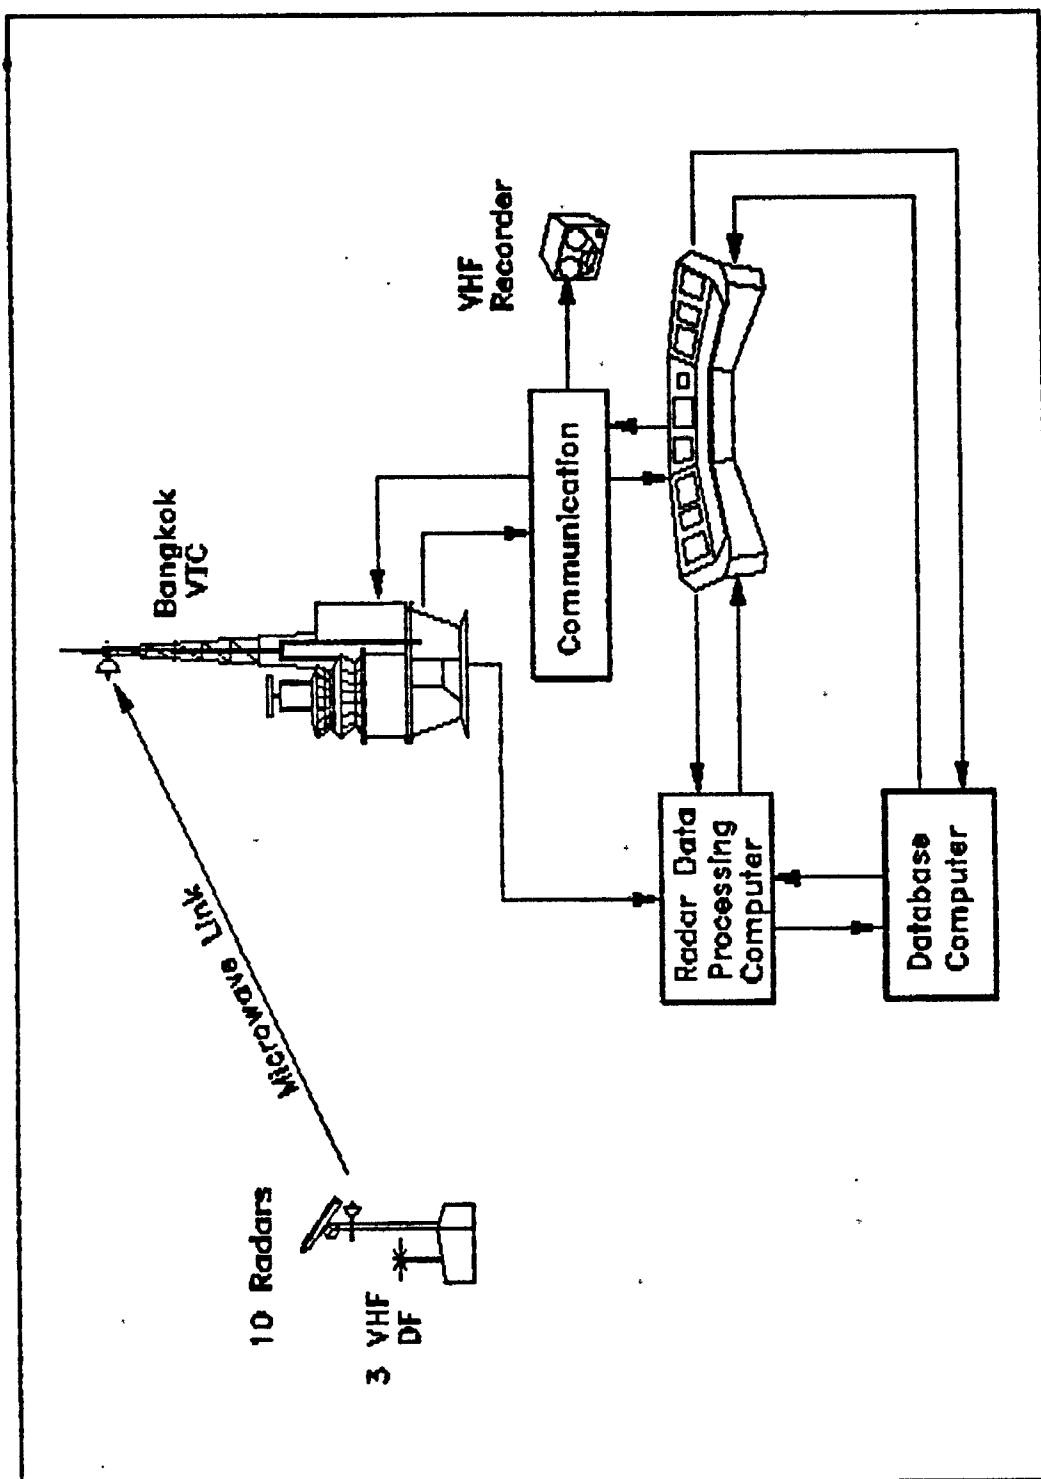 Bangkok
VTC
Microwave Link
10 Radars
3 VHF
DF
VHF
Recorder
Communication
Radar Data
Processing
Computer
Database
Computer